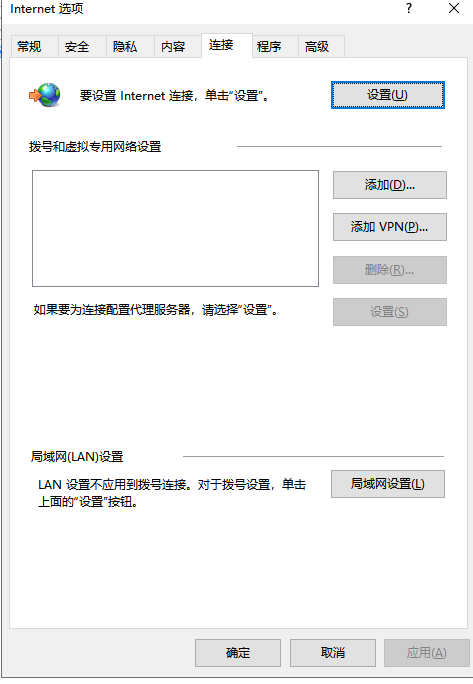 Internet 选项
?
常规 安全 隐私 内容 连接 程序 高级
要设置 Internet 连接，单击“设置”。
设置(U)
拨号和虚拟专用网络设置
添加(D)...
添加 VPN(P)...
删除(R)...
如果要为连接配置代理服务器，请选择“设置”。
设置(S)
局域网(LAN)设置
LAN 设置不应用到拨号连接。对于拨号设置，单击
上面的“设置”按钮。
局域网设置(L)
确定 取消 应用(A)